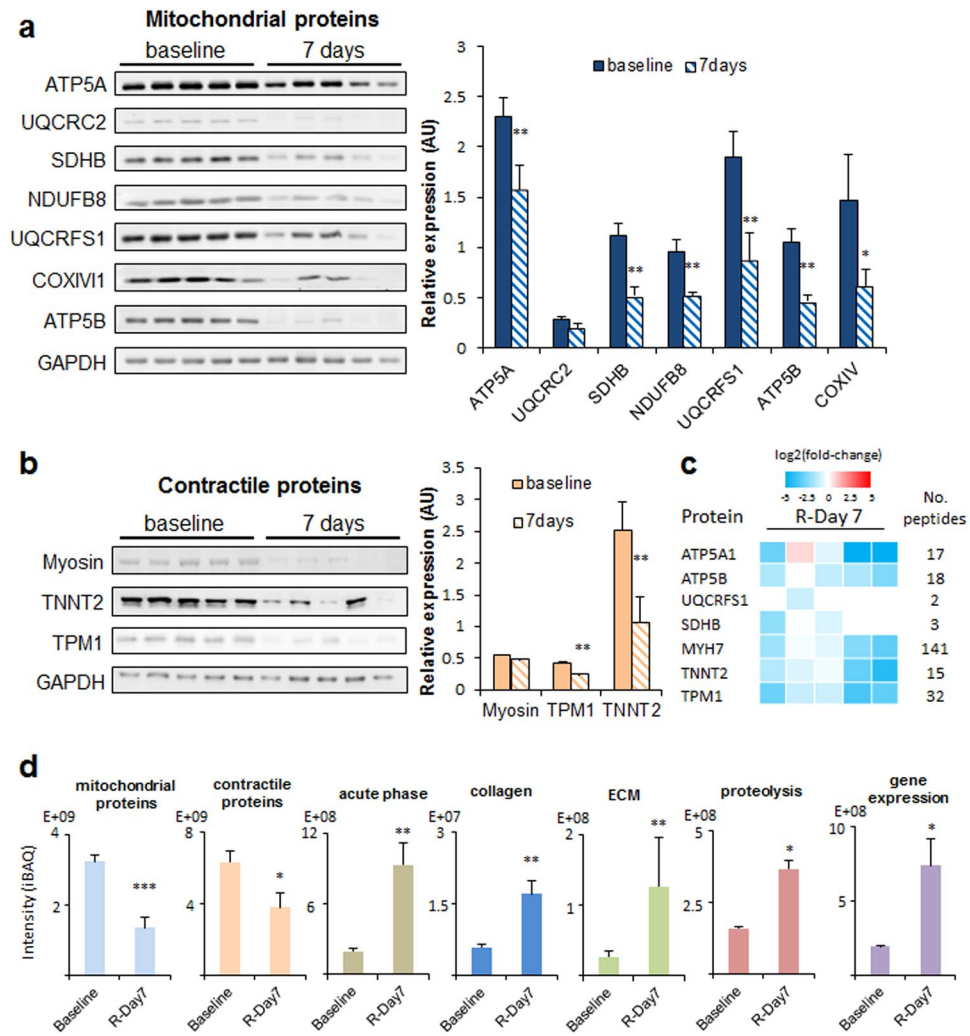 a
Mitochondrial proteins
baseline 7 days
ATP5A
UQCRC2
SDHB
NDUFB8
UQCRFS1
COXIVI1
ATP5B
GAPDH
Relative expression (AU)
3
2.5
2
1.5
1
0.5
0
baseline 7days
**
**
**
**
**
*
ATP5A
UQCRC2
SDHB
NDUFB8
UQCRFS1
ATP5B
COXIV
b
Contractile proteins
baseline 7 days
Myosin
TNNT2
TPM1
GAPDH
Relative expression (AU)
3.5
3
2.5
2
1.5
1
0.5
0
baseline
7days
**
**
Myosin TPM1 TNNT2
c
log2(fold-change)
-5 -2.5 0 2.5 5
Protein R-Day 7 No. peptides
ATP5A1 17
ATP5B 18
UQCRFS1 2
SDHB 3
MYH7 141
TNNT2 15
TPM1 32
d
Intensity (iBAQ)
mitochondrial
proteins
E+09
4
2
***
Baseline
R-Day7
contractile
proteins
E+09
9
4
*
Baseline
R-Day7
acute phase
E+08
12
6
**
Baseline
R-Day7
collagen
E+07
3
1.5
**
Baseline
R-Day7
ECM
E+08
2
1
**
Baseline
R-Day7
proteolysis
E+08
5
2.5
*
Baseline
R-Day7
gene
expression
E+08
10
5
*
Baseline
R-Day7